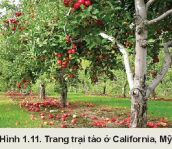 Hình 1.11. Trang trại táo ở California, Mỹ